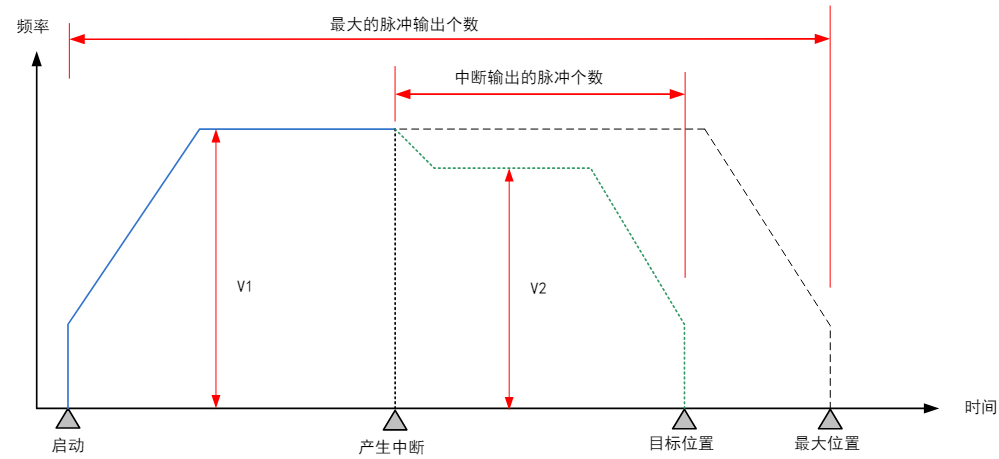 频率
最大的脉冲输出个数
中断输出的脉冲个数
V1
V2
时间
启动
产生中断
目标位置
最大位置